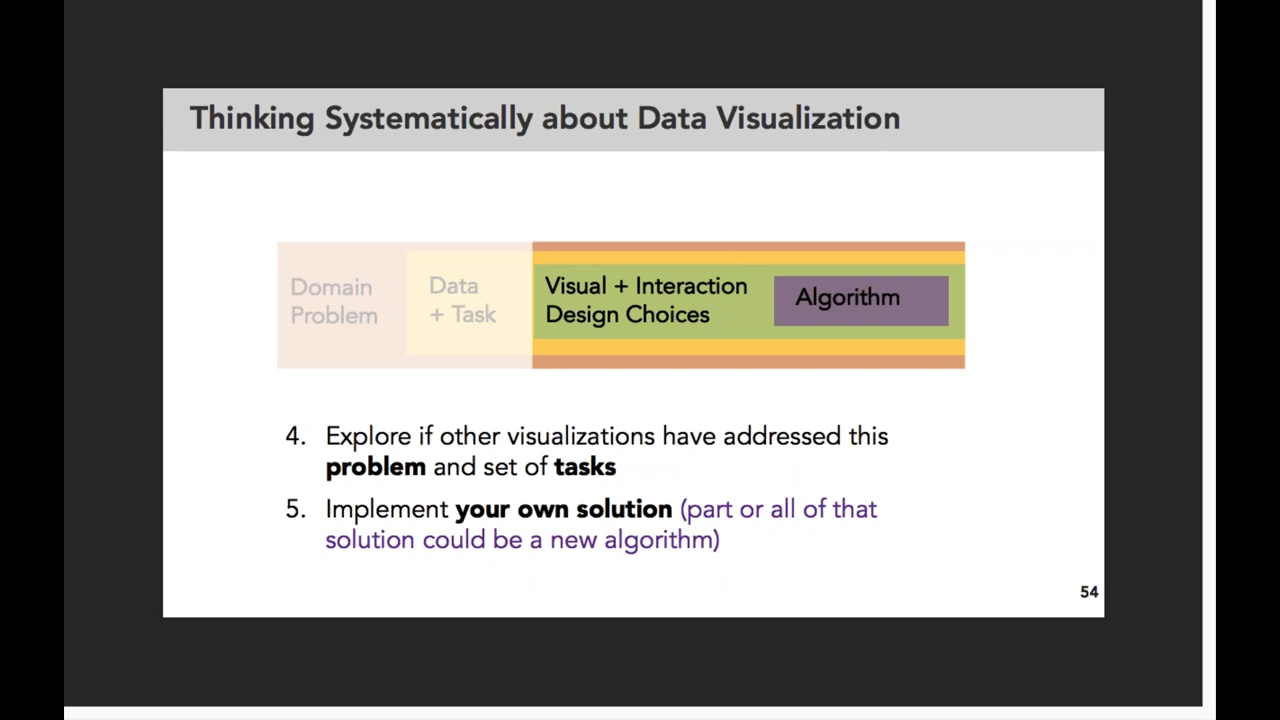 Thinking Systematically about Data Visualization
Domain
Problem
Data
+ Task
Visual + Interaction
Design Choices
Algorithm
4. Explore if other visualizations have addressed this
problem and set of tasks
5. Implement your own solution (part or all of that
solution could be a new algorithm)
54